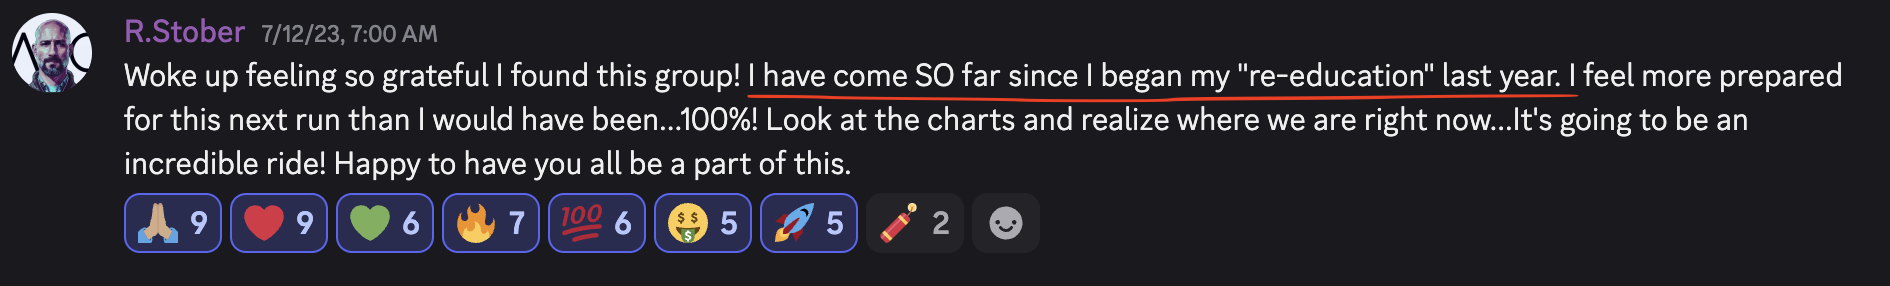 R.Stober 7/12/23, 7:00 AM
Woke up feeling so grateful I found this group! I have come SO far since I began my "re-education" last year. I feel more prepared
for this next run than I would have been...100%! Look at the charts and realize where we are right now...It's going to be an
incredible ride! Happy to have you all be a part of this.
9 9 6 7 100 6 5 5 2